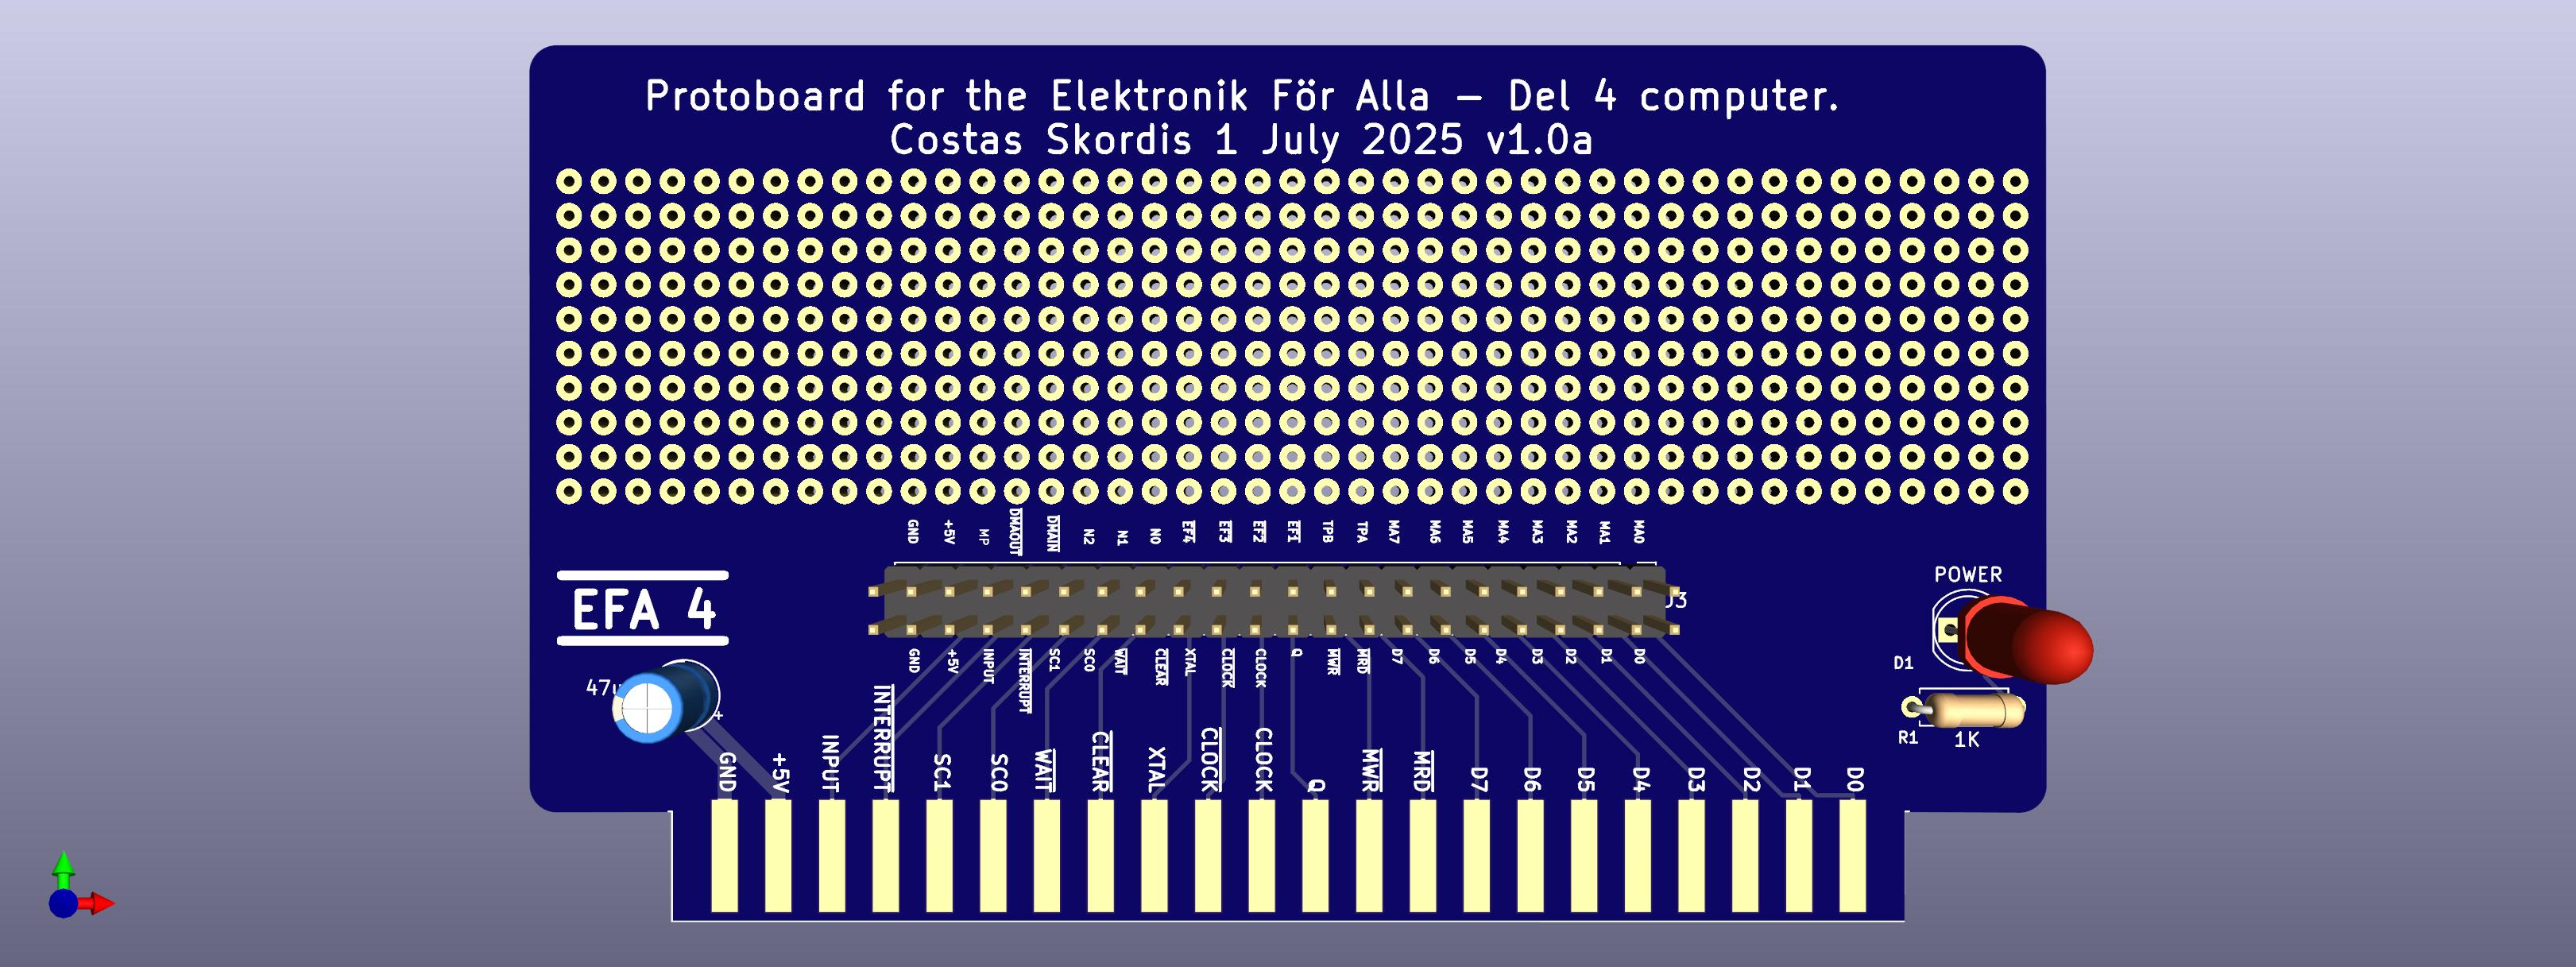 Protoboard for the Elektronik För Alla – Del 4 computer.
Costas Skordis 1 July 2025 v1.0a
GND +5V MP DMAOUT DMAIN N2 N1 N0 EF4 EF3 EF2 EF1 TPB TPA MA7 MA6 MA5 MA4 MA3 MA2 MA1 MA0
POWER
EFA 4
GND +5V INPUT INTERRUPT SC1 SC0 WAIT CLEAR XTAL CLOCK CLOCK Q MWR MRD D7 D6 D5 D4 D3 D2 D1 D0
D1
47
+
R1 1K
GND +5V INPUT INTERRUPT SC1 SC0 WAIT CLEAR XTAL CLOCK CLOCK Q MWR MRD D7 D6 D5 D4 D3 D2 D1 D0